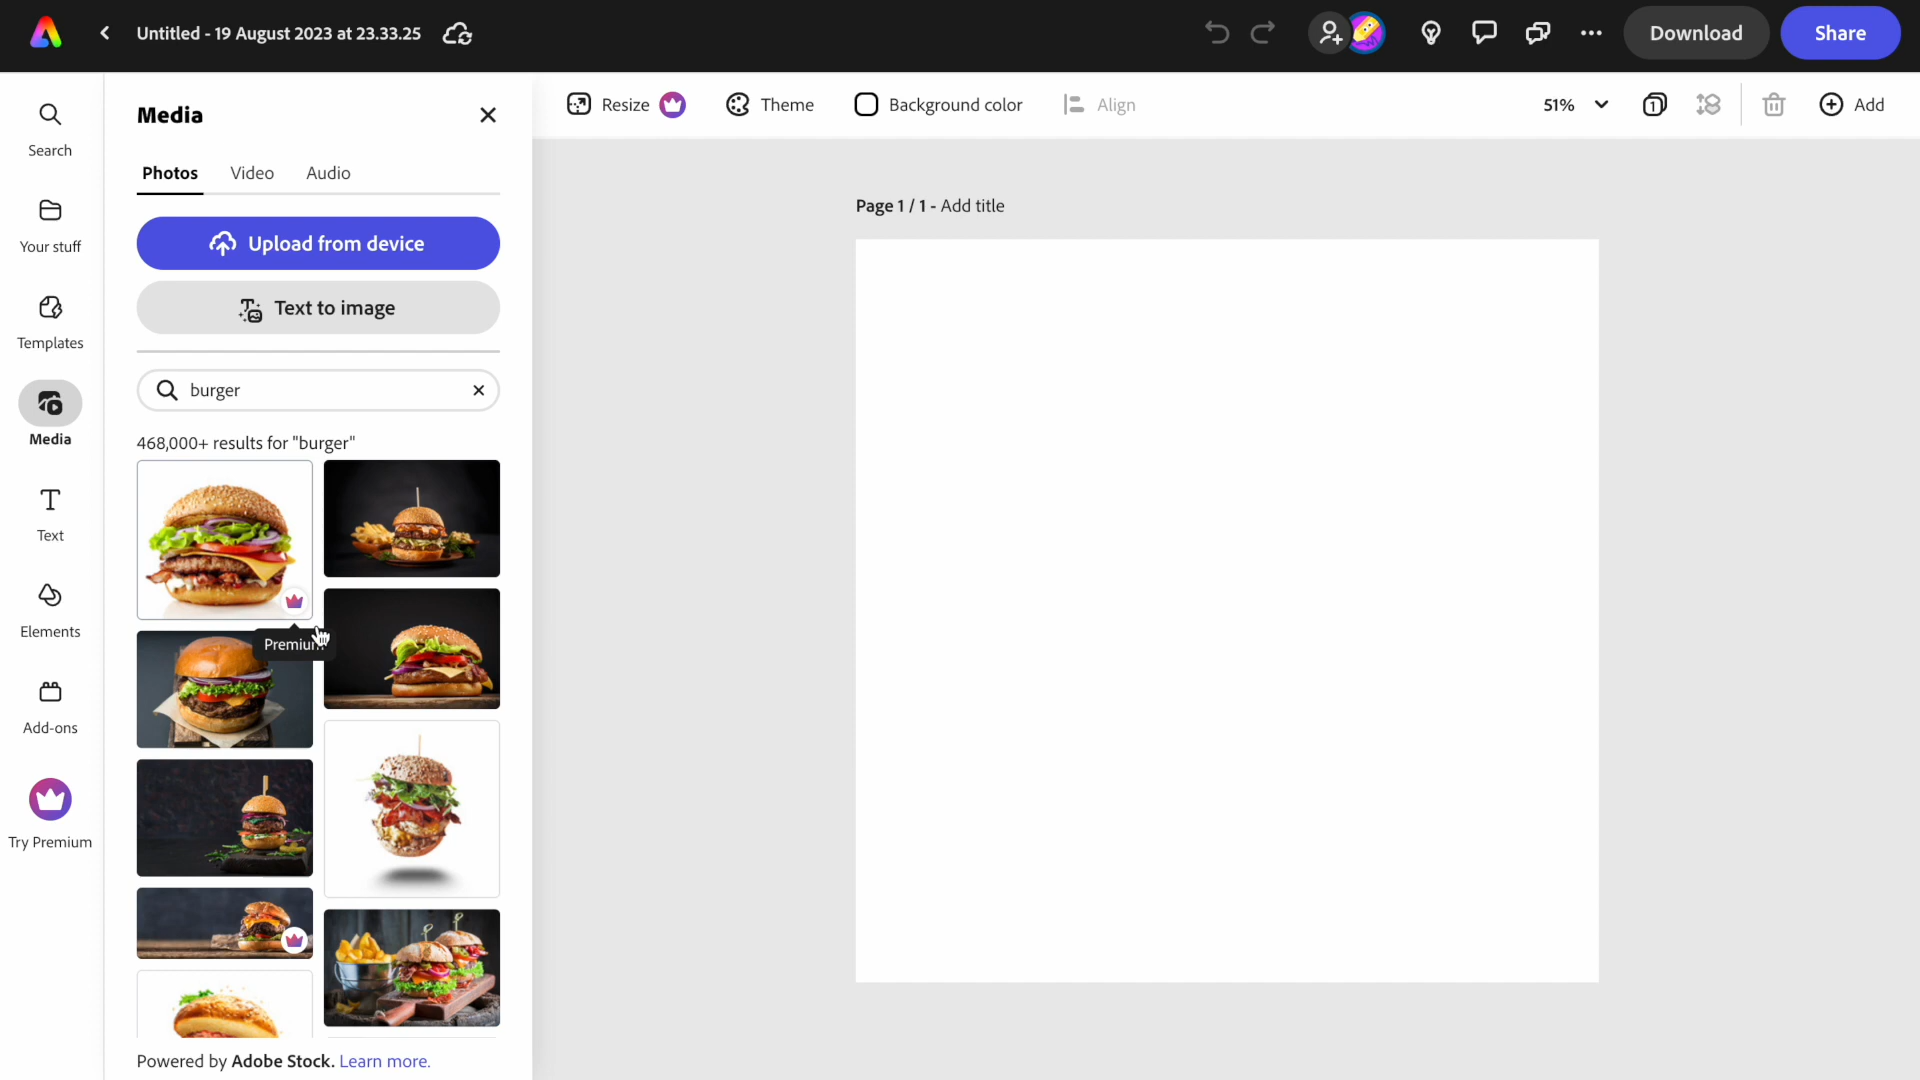 Untitled - 19 August 2023 at 23.33.25
Download
Share
Search
Your stuff
Templates
Media
Text
Elements
Add-ons
Try Premium
Media
Photos Video Audio
Upload from device
Text to image
burger
468,000+ results for "burger"
Premium
Powered by Adobe Stock. Learn more.
Resize
Theme
Background color
Align
51%
1
Add
Page 1 / 1 - Add title